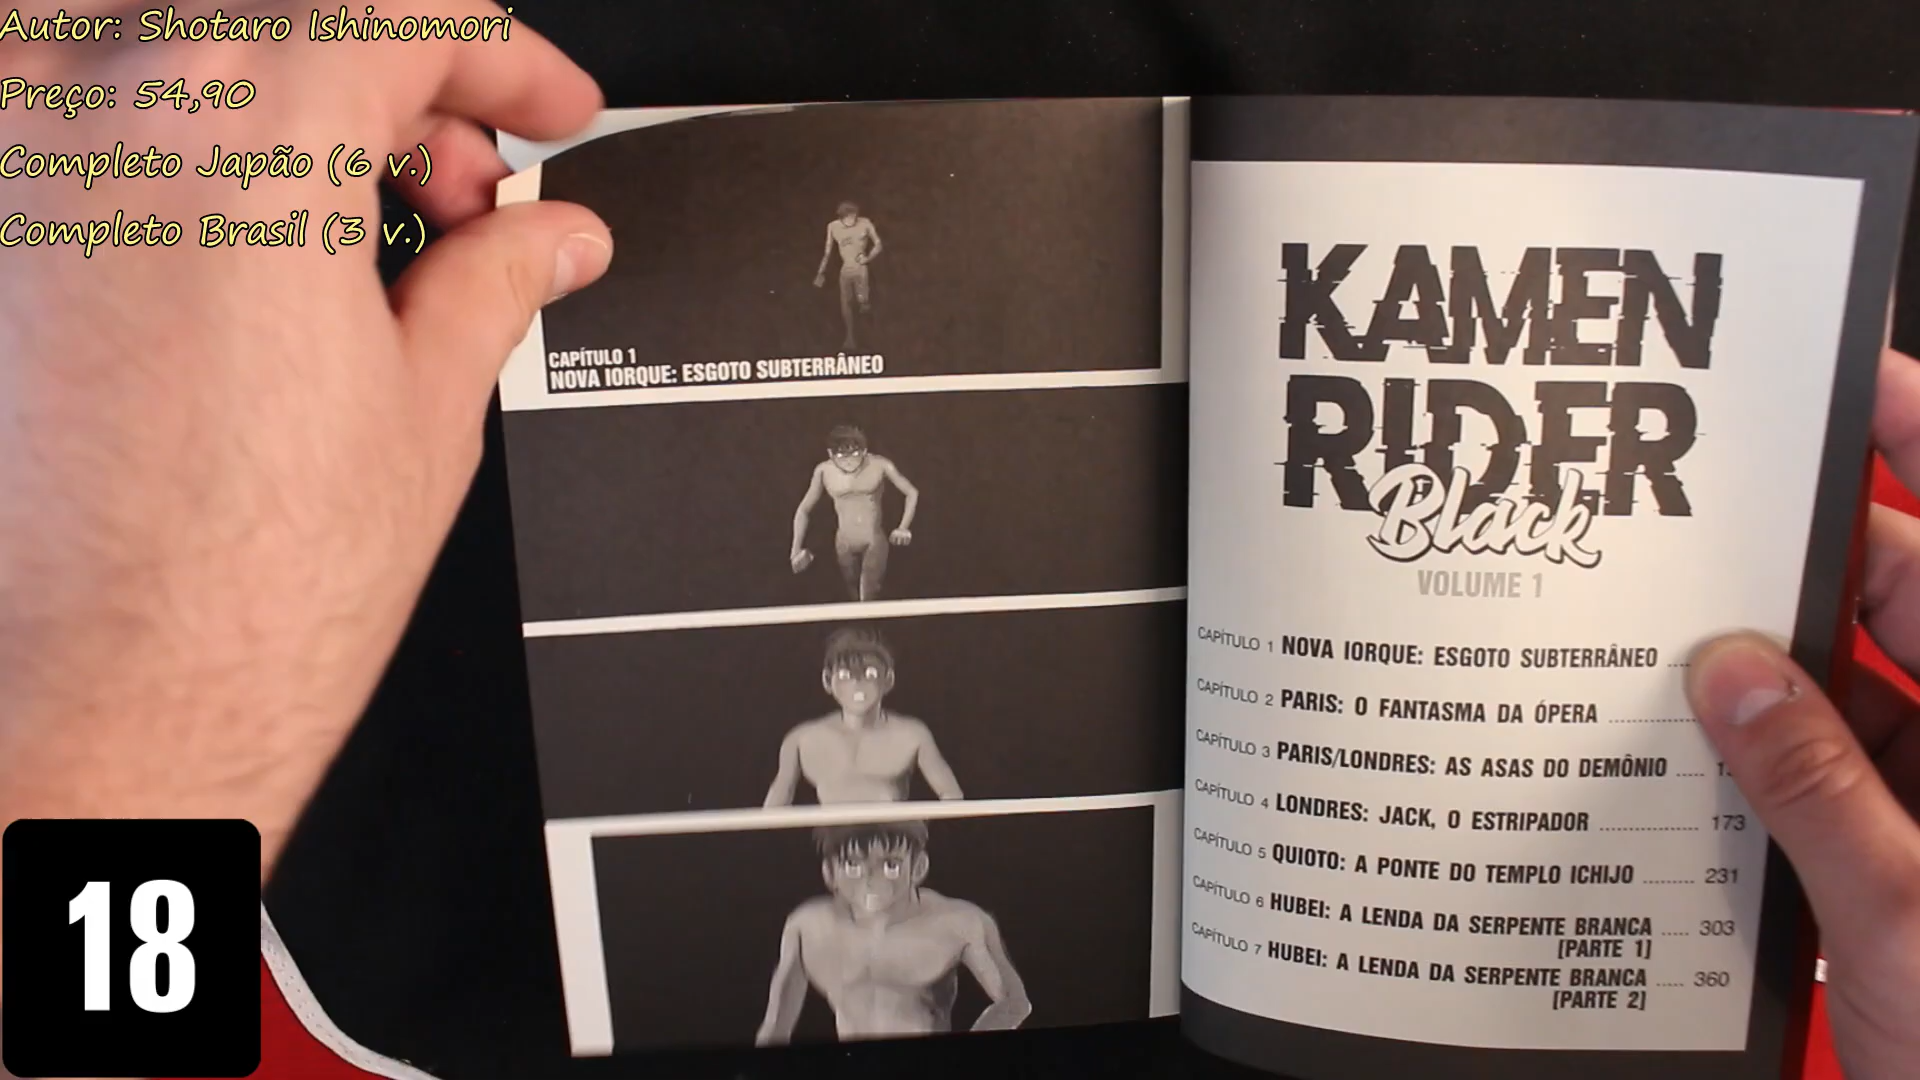 Autor: Shotaro Ishinomori
Preço: 54,90
Completo Japão (6 v.)
Completo Brasil (3 v.)
CAPÍTULO 1
NOVA IORQUE: ESGOTO SUBTERRÂNEO
KAMEN
RIDER
Black
VOLUME 1
CAPÍTULO 1 NOVA IORQUE: ESGOTO SUBTERRÂNEO ....
CAPÍTULO 2 PARIS: O FANTASMA DA ÓPERA ..................
CAPÍTULO 3 PARIS/LONDRES: AS ASAS DO DEMÔNIO .....
CAPÍTULO 4 LONDRES: JACK, O ESTRIPADOR .................. 173
CAPÍTULO 5 QUIOTO: A PONTE DO TEMPLO ICHIJO ......... 231
CAPÍTULO 6 HUBEI: A LENDA DA SERPENTE BRANCA ..... 303
[PARTE 1]
CAPÍTULO 7 HUBEI: A LENDA DA SERPENTE BRANCA ..... 360
[PARTE 2]
18